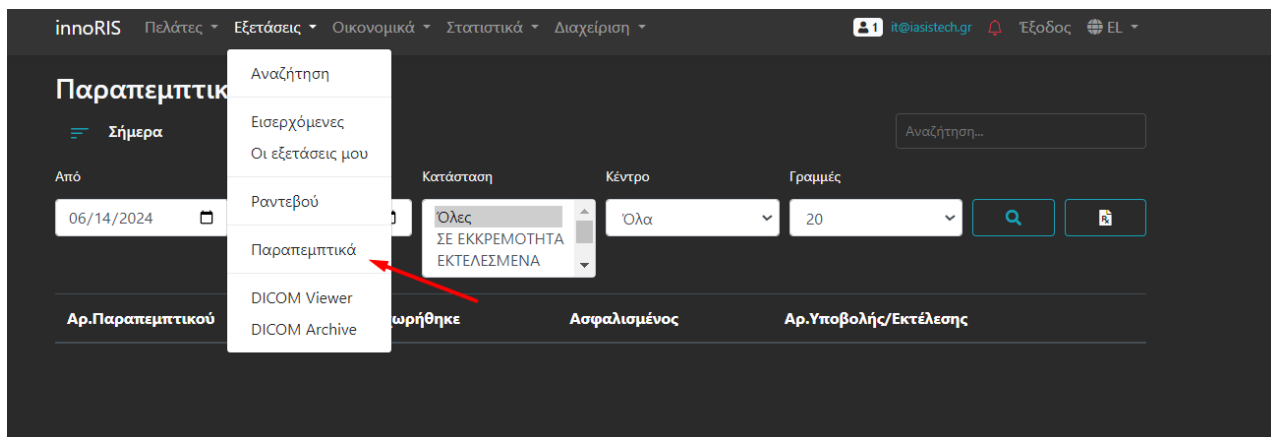 innoRIS Πελάτες Εξετάσεις Οικονομικά Στατιστικά Διαχείριση 1 it@iasistech.gr Έξοδος EL
Αναζήτηση
Παραπεμπτικ
Εισερχόμενες
Σήμερα
Αναζήτηση...
Οι εξετάσεις μου
Από
Κατάσταση
Κέντρο
Γραμμές
Ραντεβού
06/14/2024
Όλες
Όλα
20
ΣΕ ΕΚΚΡΕΜΟΤΗΤΑ
Παραπεμπτικά
ΕΚΤΕΛΕΣΜΕΝΑ
DICOM Viewer
Αρ.Παραπεμπτικού
ωρήθηκε
Ασφαλισμένος
Αρ.Υποβολής/Εκτέλεσης
DICOM Archive